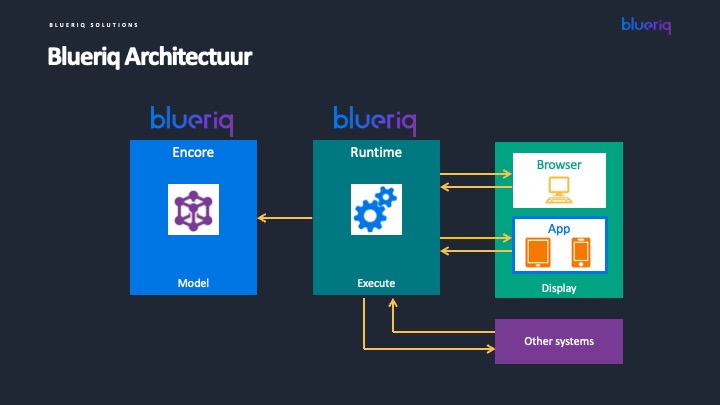 BLUERIQ SOLUTIONS
blueriq
Blueriq Architectuur
blueriq
blueriq
Encore
Runtime
Browser
App
Model
Execute
Display
Other systems